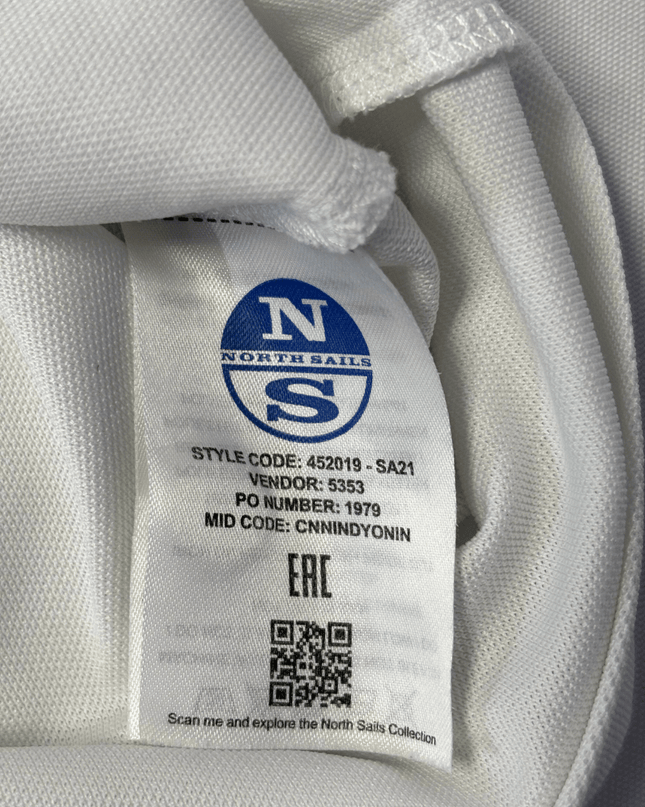 N
NORTH SAILS
S
STYLE CODE: 452019 - SA21
VENDOR: 5353
PO NUMBER: 1979
MID CODE: CNNINDYONIN
EAC
Scan me and explore the North Sails Collection